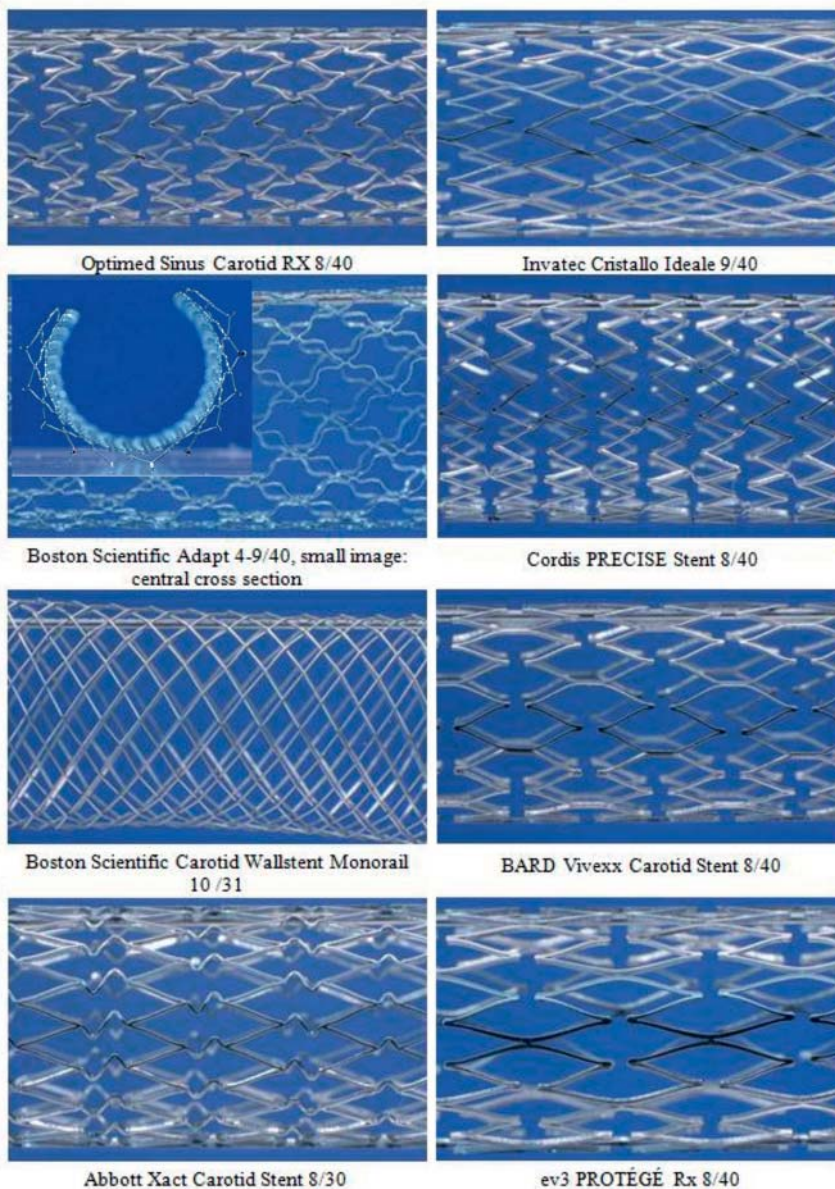 Optimed Sinus Carotid RX 8/40
Invatec Cristallo Ideale 9/40
Boston Scientific Adapt 4-9/40, small image:
central cross section
Cordis PRECISE Stent 8/40
Boston Scientific Carotid Wallstent Monorail
10 /31
BARD Vivexx Carotid Stent 8/40
Abbott Xact Carotid Stent 8/30
ev3 PROTÉGÉ Rx 8/40